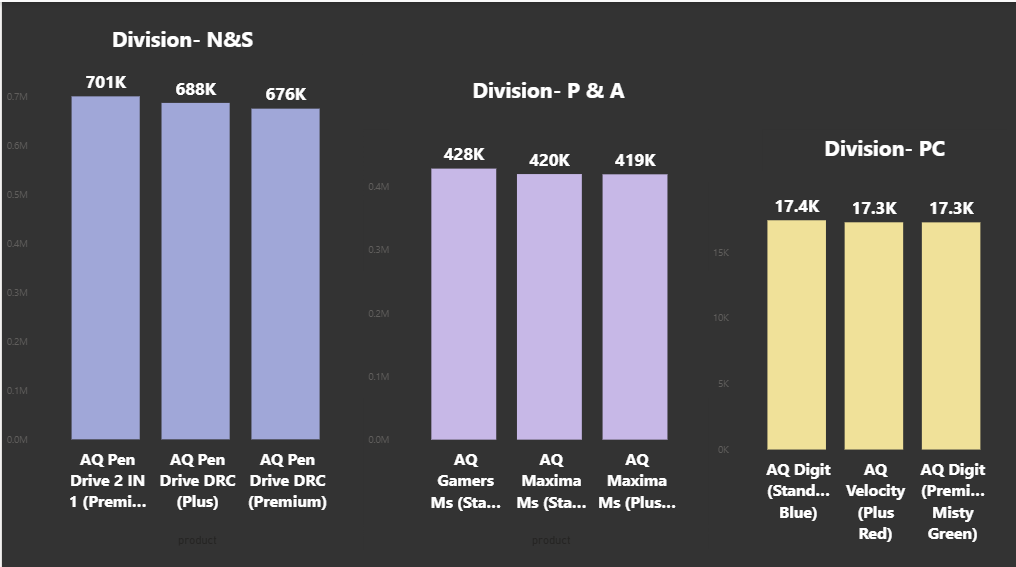 Division- N&S
701K
688K
676K
0.7M
0.6M
0.5M
0.4M
0.3M
0.2M
0.1M
0.0M
AQ Pen
Drive 2 IN
1 (Premi...
AQ Pen
Drive DRC
(Plus)
AQ Pen
Drive DRC
(Premium)
product
Division- P & A
428K
420K
419K
0.4M
0.3M
0.2M
0.1M
0.0M
AQ
Gamers
Ms (Sta...
AQ
Maxima
Ms (Sta...
AQ
Maxima
Ms (Plus...
product
Division- PC
17.4K
17.3K
17.3K
15K
10K
5K
0K
AQ Digit
(Stand...
Blue)
AQ
Velocity
(Plus
Red)
AQ Digit
(Premi...
Misty
Green)